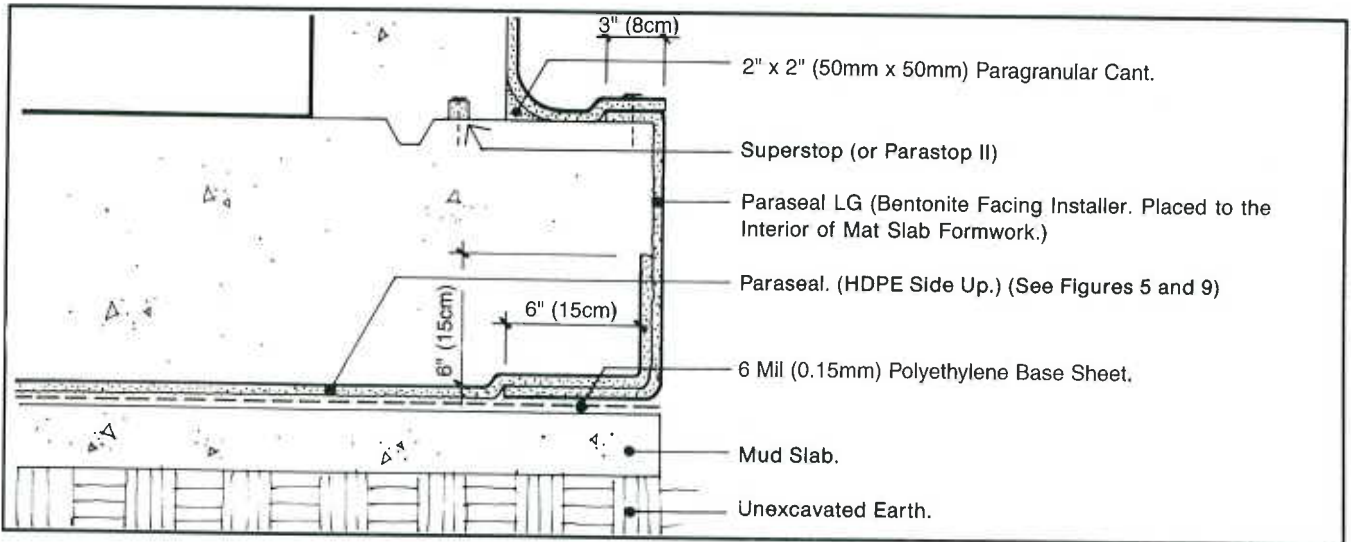 3" (8cm)
2" x 2" (50mm x 50mm) Paragranular Cant.
Superstop (or Parastop II)
Paraseal LG (Bentonite Facing Installer. Placed to the
Interior of Mat Slab Formwork.)
Paraseal. (HDPE Side Up.) (See Figures 5 and 9)
6" (15cm)
6" (15cm)
6 Mil (0.15mm) Polyethylene Base Sheet.
Mud Slab.
Unexcavated Earth.